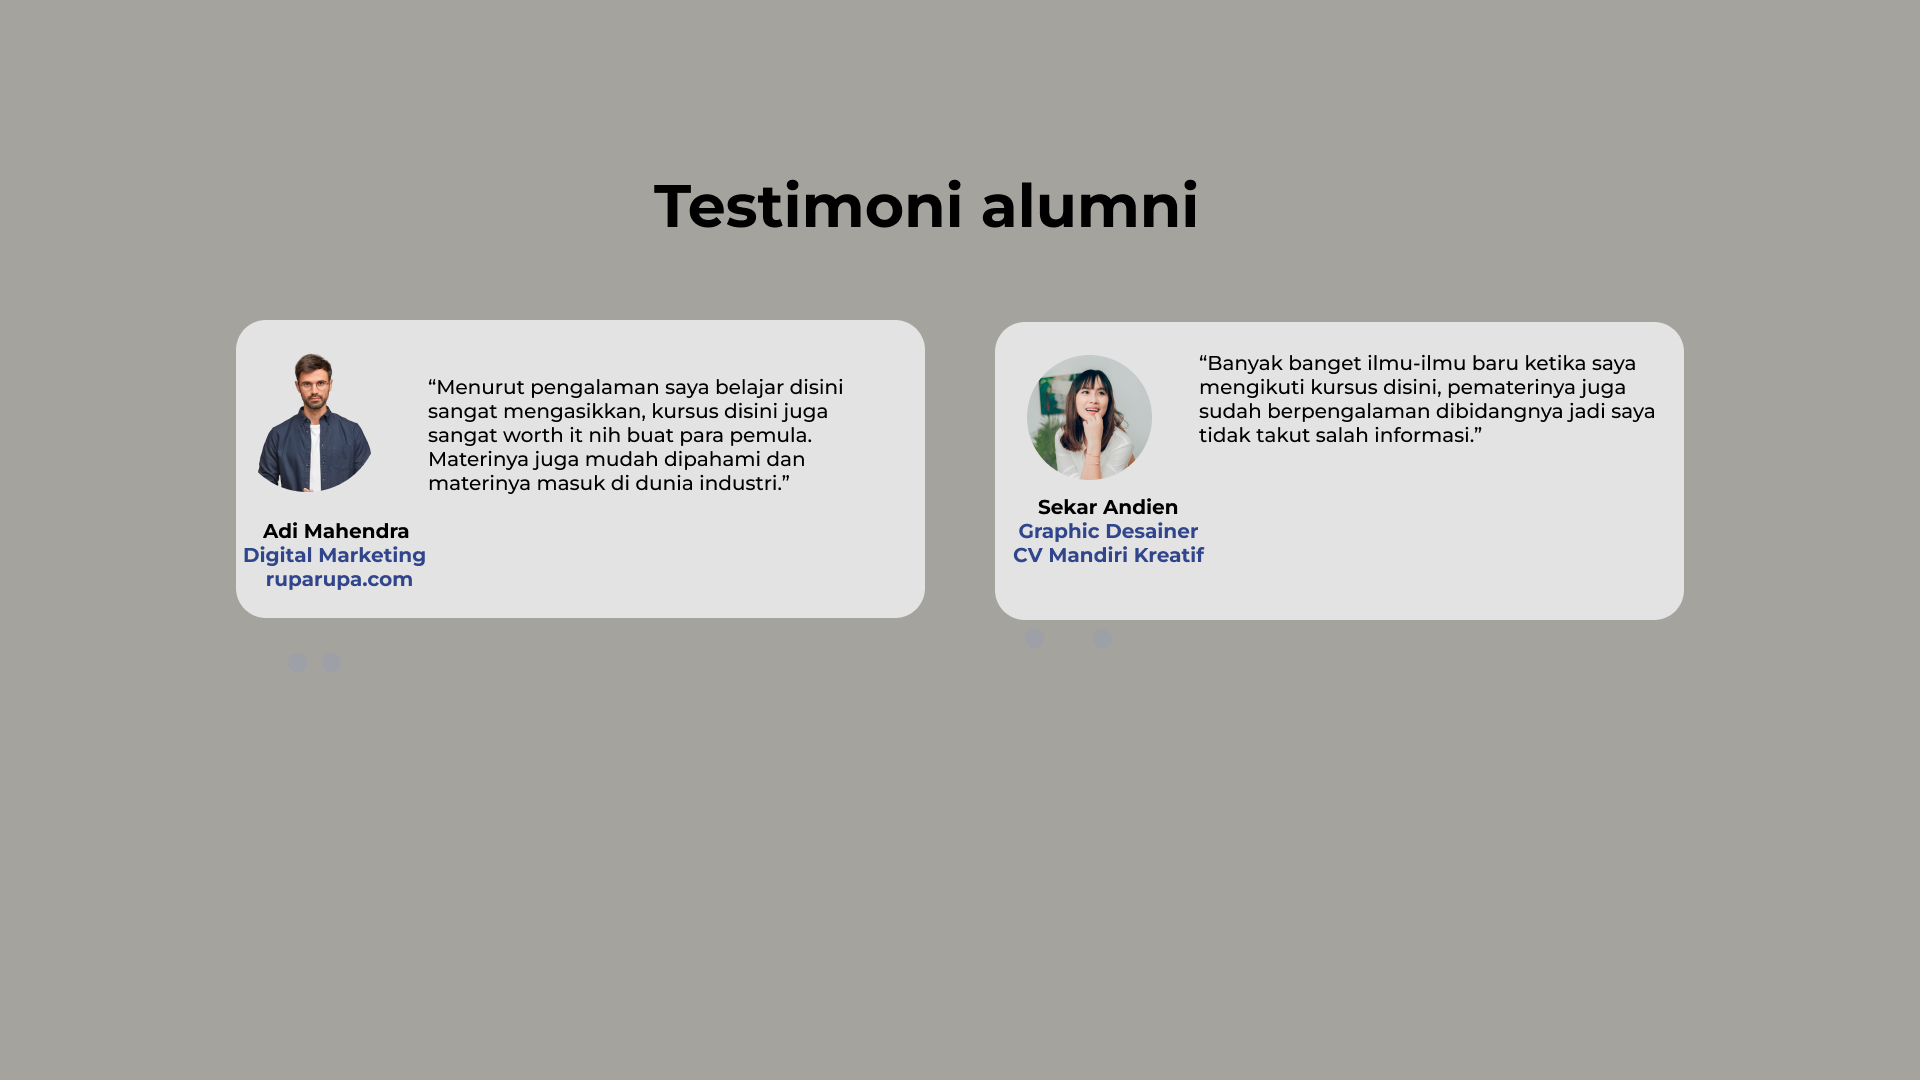 Testimoni alumni
“Menurut pengalaman saya belajar disini
sangat mengasikkan, kursus disini juga
sangat worth it nih buat para pemula.
Materinya juga mudah dipahami dan
materinya masuk di dunia industri.”
Adi Mahendra
Digital Marketing
ruparupa.com
“Banyak banget ilmu-ilmu baru ketika saya
mengikuti kursus disini, pematerinya juga
sudah berpengalaman dibidangnya jadi saya
tidak takut salah informasi.”
Sekar Andien
Graphic Desainer
CV Mandiri Kreatif